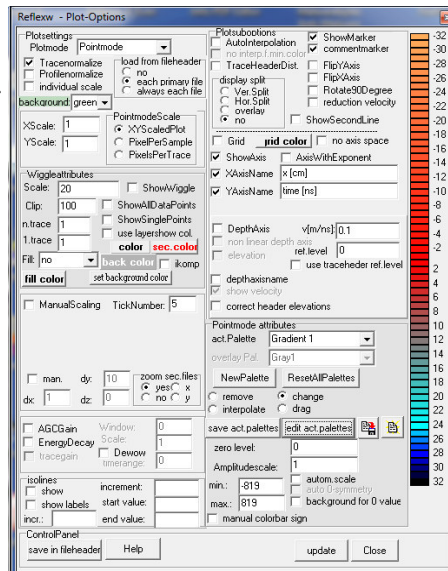 Reflexw - Plot-Options
Plotsettings
Plotmode Pointmode
Tracenormalize
Profilenormalize
individual scale
load from fileheader
no
each primary file
always each file
background: green
XScale: 1
YScale: 1
PointmodeScale
XYScaledPlot
PixelPerSample
PixelsPerTrace
Wiggleattributes
Scale: 20
ShowWiggle
Clip: 100
ShowAllDataPoints
n.trace 1
ShowSinglePoints
1.trace 1
use layershow col.
color
sec.color
Fill: no
back color
ikomp
fill color
set background color
ManualScaling
TickNumber: 5
man.
dy: 10
dx: 1
dz: 0
zoom sec.files
yes
x
no
y
AGCGain
Window: 0
EnergyDecay
Scale: 1
tracegain
Dewow
timerange: 0
isolines
show
show labels
incr.:
increment:
start value:
end value:
ControlPanel
save in fileheader
Help
update
Close
Plotsuboptions
AutoInterpolation
no interp.f.min.color
TraceHeaderDist.
ShowMarker
commentmarker
display split
Ver.Split
Hor.Split
overlay
no
FlipYAxis
FlipXAxis
Rotate90Degree
reduction velocity
ShowSecondLine
Grid
grid color
no axis space
ShowAxis
AxisWithExponent
XAxisName
x [cm]
YAxisName
time [ns]
DepthAxis
v[m/ns]: 0.1
non linear depth axis
elevation
ref.level 0
use traceheder ref.level
depthaxisname
show velocity
correct header elevations
Pointmode attributes
act.Palette Gradient 1
overlay Pal. Gray1
NewPalette
ResetAllPalettes
remove
change
interpolate
drag
save act.palettes
edit act.palettes
zero level: 0
Amplitudescale: 1
min.: -819
max.: 819
autom.scale
auto 0-symmetry
background for 0 value
manual colorbar sign
-32
-30
-28
-26
-24
-22
-20
-18
-16
-14
-12
-10
-8
-6
-4
-2
2
4
6
8
10
12
14
16
18
20
22
24
26
28
30
32